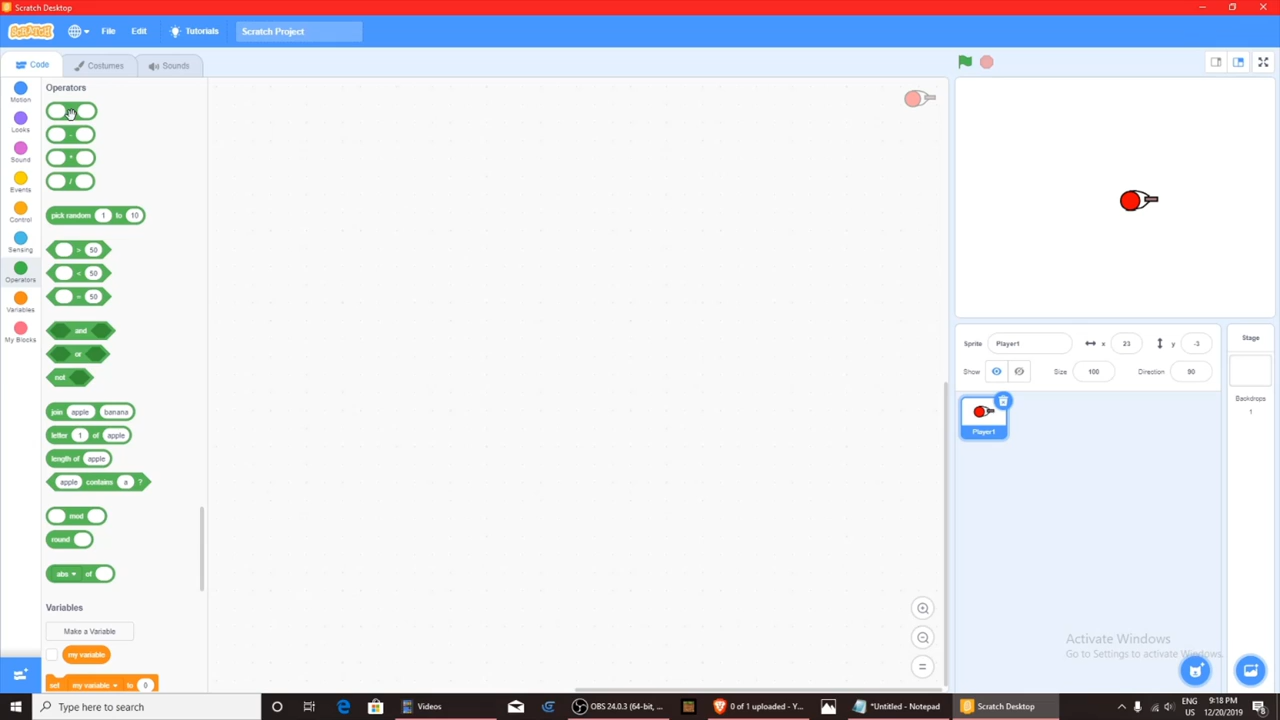 Scratch Desktop
SCRATCH File Edit Tutorials Scratch Project
Code Costumes Sounds
Motion
Looks
Sound
Events
Control
Sensing
Operators
Variables
My Blocks
Operators
-
*
/
pick random 1 to 10
> 50
< 50
= 50
and
or
not
join apple banana
letter 1 of apple
length of apple
apple contains a ?
mod
round
abs of
Variables
Make a Variable
my variable
set my variable to 0
Sprite Player1 x 23 y -3
Show Size 100 Direction 90
Player1
Stage
Backdrops
1
Activate Windows
Go to Settings to activate Windows.
Type here to search
Videos
OBS 24.0.3 (64-bit, ...
0 of 1 uploaded - Y...
*Untitled - Notepad
Scratch Desktop
ENG
US
9:18 PM
12/20/2019
8